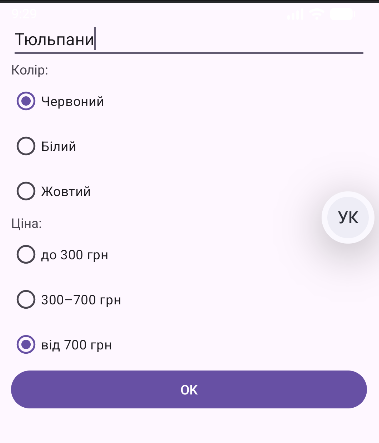 Тюльпани
Колір:
Червоний
Білий
Жовтий
УК
Ціна:
до 300 грн
300–700 грн
від 700 грн
OK